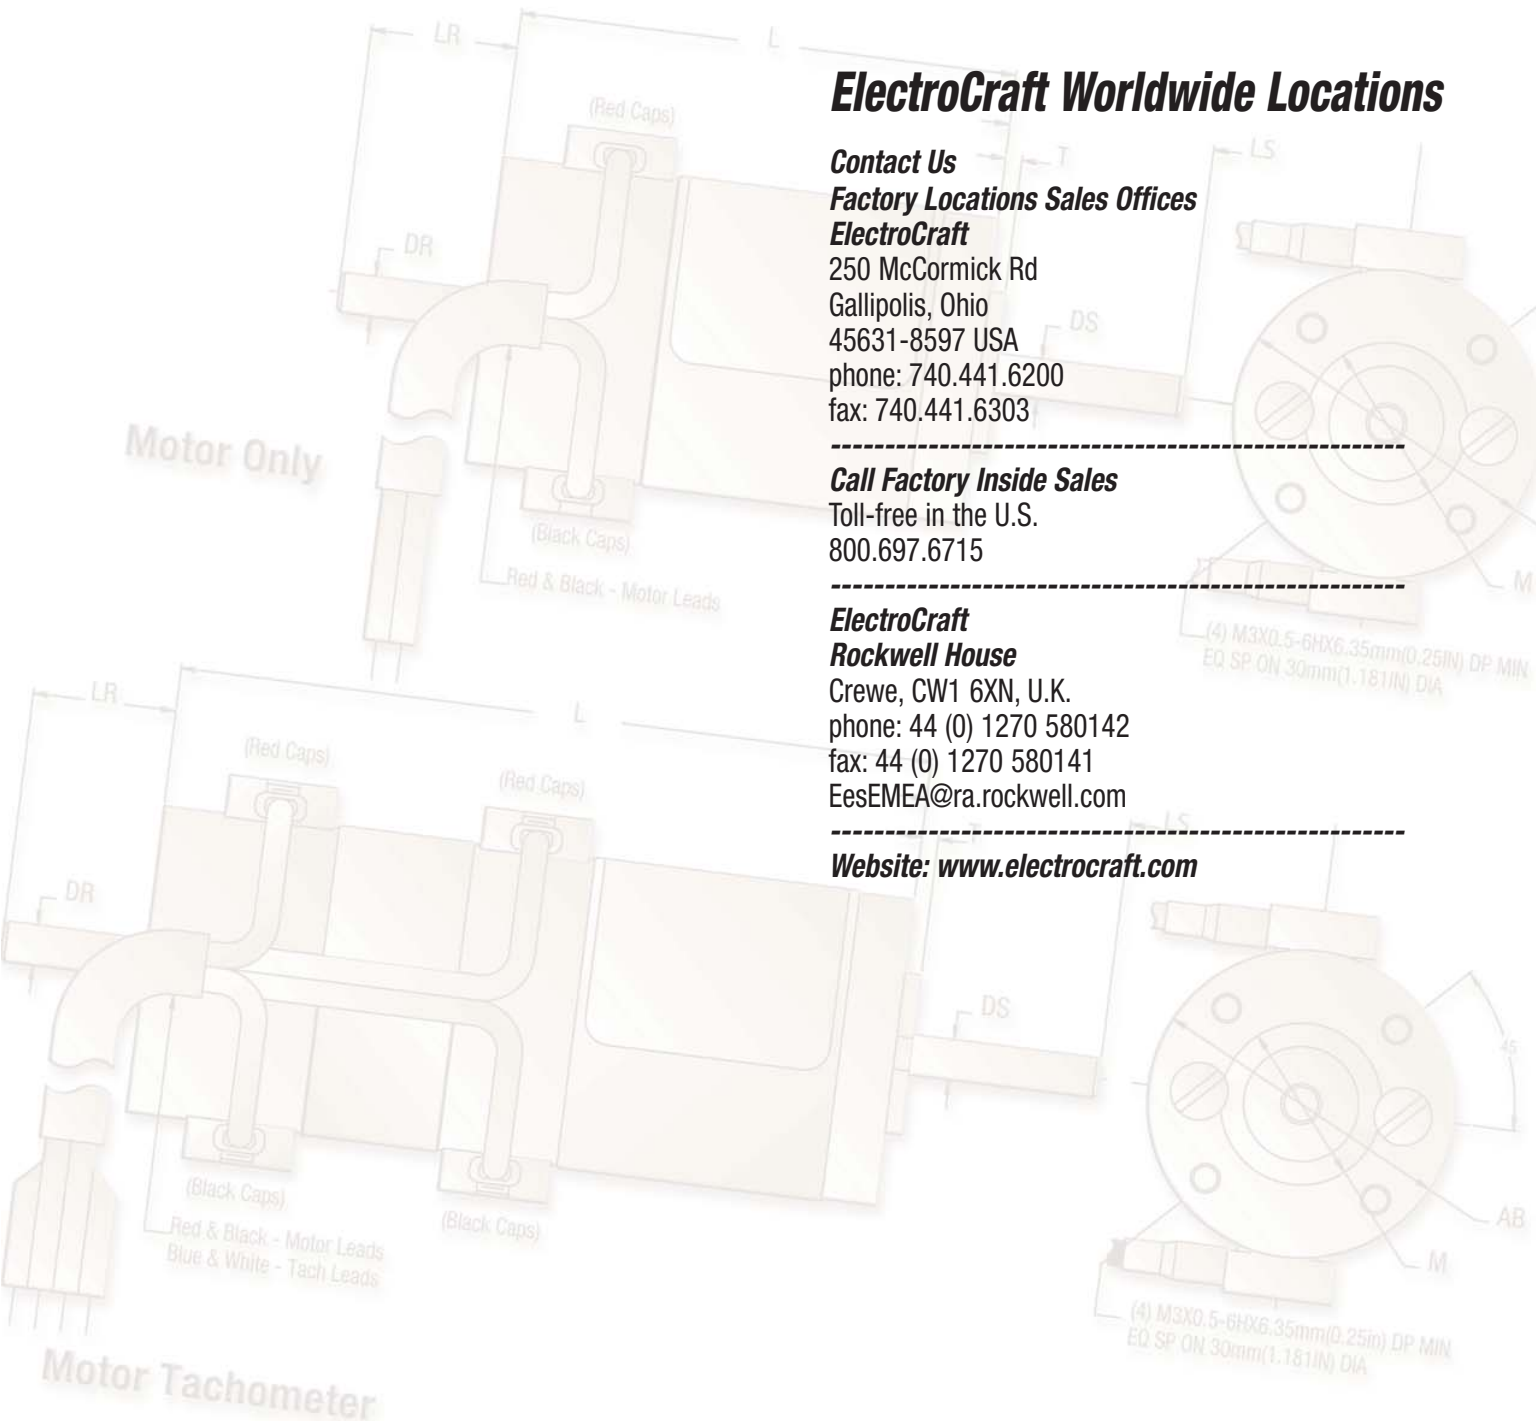 ElectroCraft Worldwide Locations
Contact Us
Factory Locations Sales Offices
ElectroCraft
250 McCormick Rd
Gallipolis, Ohio
45631-8597 USA
phone: 740.441.6200
fax: 740.441.6303
-----------------------------------------------------
Call Factory Inside Sales
Toll-free in the U.S.
800.697.6715
-----------------------------------------------------
ElectroCraft
Rockwell House
Crewe, CW1 6XN, U.K.
phone: 44 (0) 1270 580142
fax: 44 (0) 1270 580141
EesEMEA@ra.rockwell.com
-----------------------------------------------------
Website: www.electrocraft.com
LR
L
(Red Caps)
T
LS
DR
DS
Motor Only
(Black Caps)
Red & Black - Motor Leads
M
(4) M3X0.5-6HX6.35mm(0.25IN) DP MIN
EQ SP ON 30mm(1.181IN) DIA
LR
L
(Red Caps)
(Red Caps)
T
LS
DR
DS
45
(Black Caps)
(Black Caps)
Red & Black - Motor Leads
Blue & White - Tach Leads
AB
M
(4) M3X0.5-6HX6.35mm(0.25in) DP MIN
EQ SP ON 30mm(1.181IN) DIA
Motor Tachometer